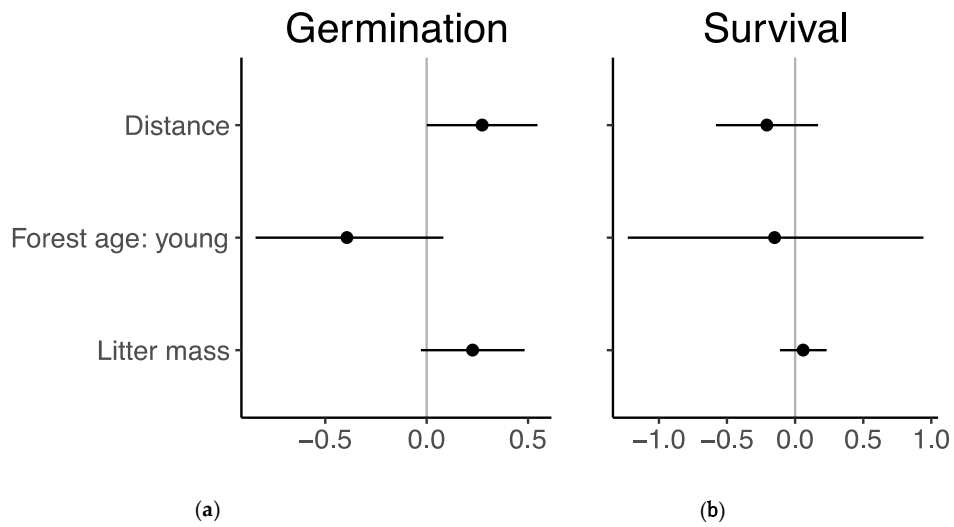 Germination
Survival
Distance
Forest age: young
Litter mass
−0.5 0.0 0.5
−1.0 −0.5 0.0 0.5 1.0
(a)
(b)